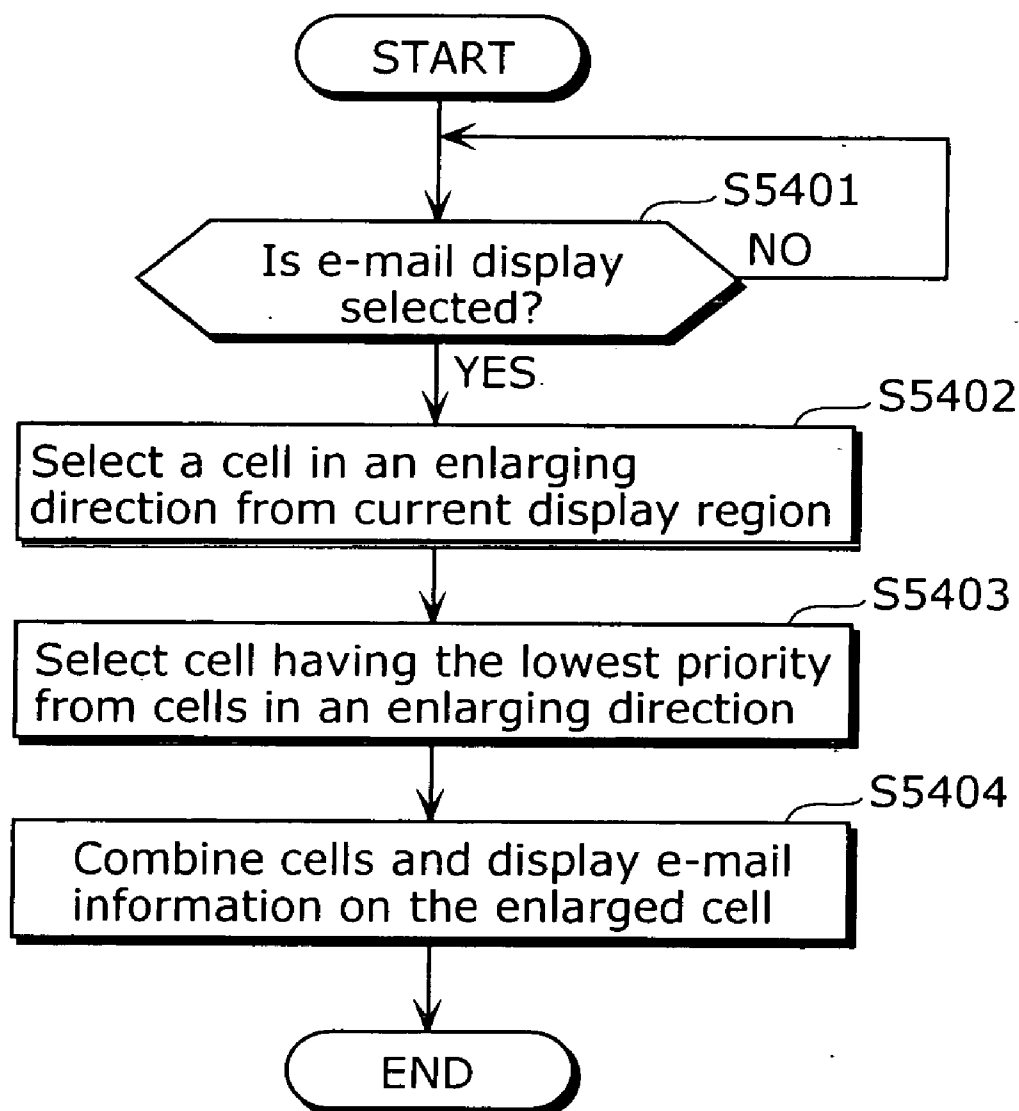 START
S5401
Is e-mail display
selected?
NO
YES
S5402
Select a cell in an enlarging
direction from current display region
S5403
Select cell having the lowest priority
from cells in an enlarging direction
S5404
Combine cells and display e-mail
information on the enlarged cell
END